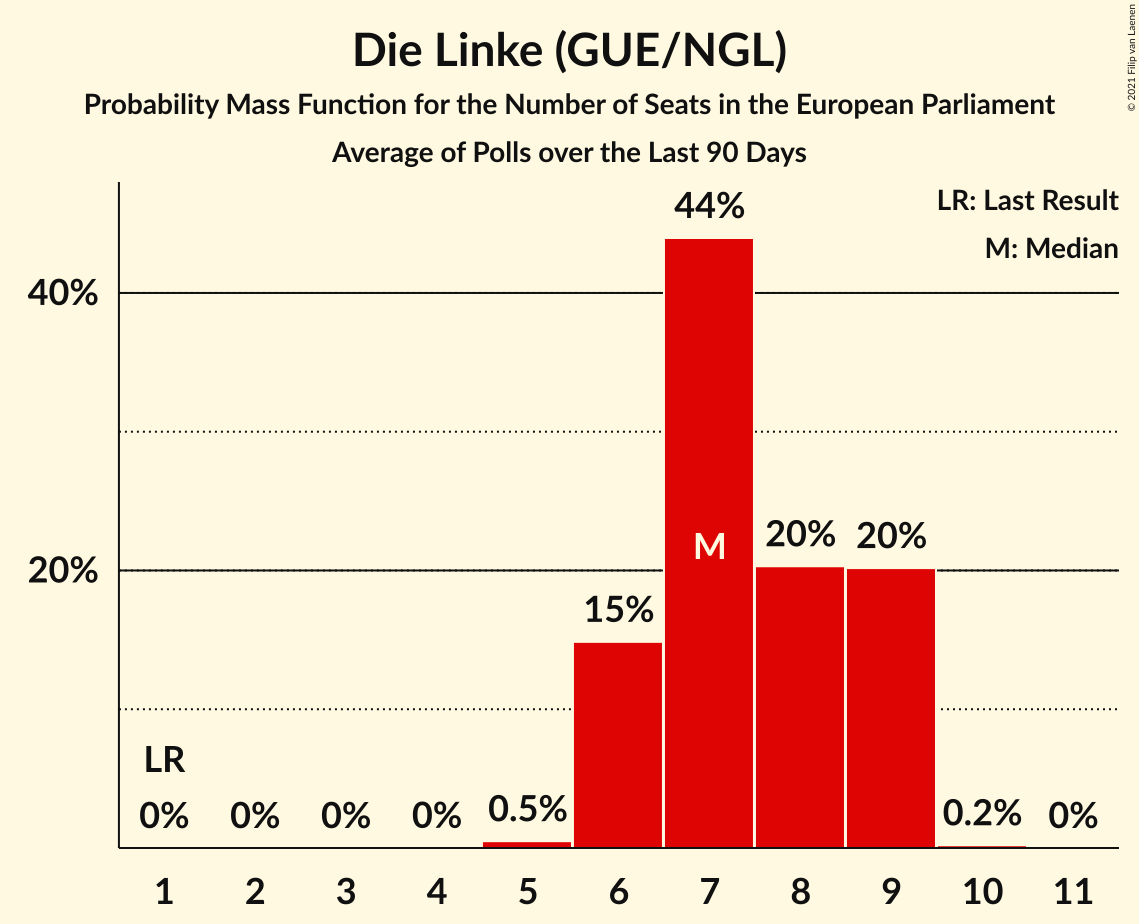 Die Linke (GUE/NGL)
Probability Mass Function for the Number of Seats in the European Parliament
Average of Polls over the Last 90 Days
© 2021 Filip van Laenen
LR: Last Result
M: Median
44%
40%
M
20% 20%
20%
15%
LR
0% 0% 0% 0% 0.5% 0.2% 0%
1 2 3 4 5 6 7 8 9 10 11